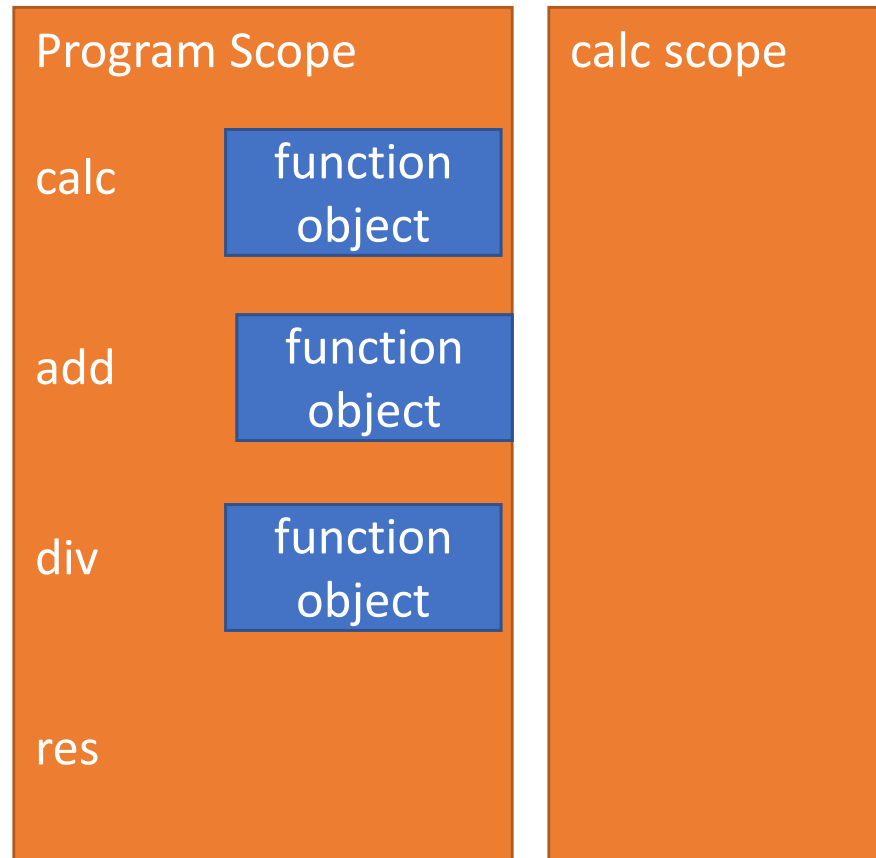 Program Scope
calc
function
object
add
function
object
div
function
object
res
calc scope